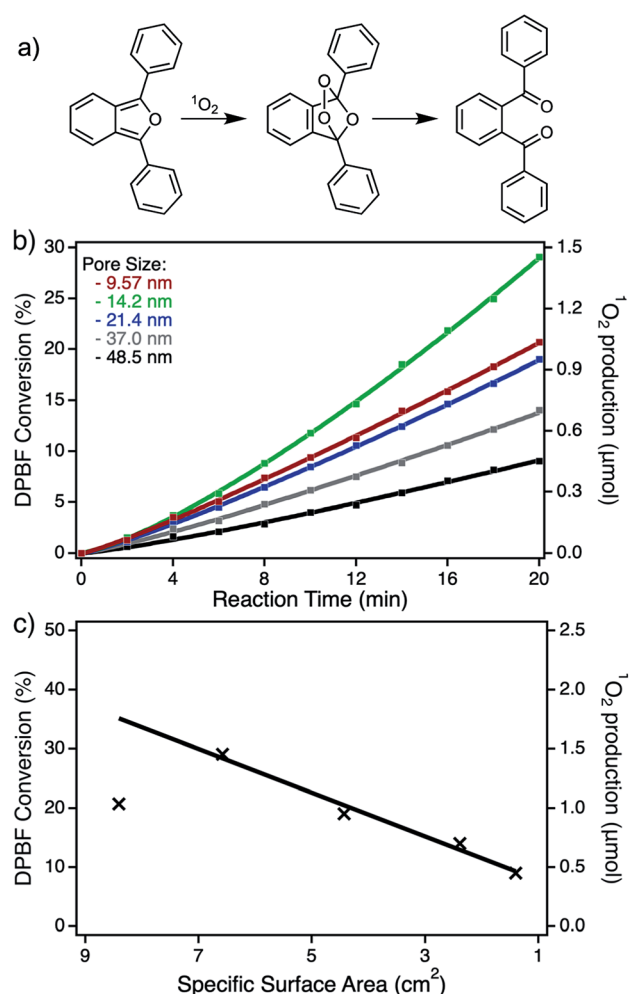 a)
¹O₂
O
O
O
O
O
O
b)
30
25
20
15
10
5
0
DPBF Conversion (%)
Pore Size:
- 9.57 nm
- 14.2 nm
- 21.4 nm
- 37.0 nm
- 48.5 nm
1.5
1.2
0.9
0.6
0.3
0.0
¹O₂ production (μmol)
0
4
8
12
16
20
Reaction Time (min)
c)
50
40
30
20
10
0
DPBF Conversion (%)
2.5
2.0
1.5
1.0
0.5
0.0
¹O₂ production (μmol)
9
7
5
3
1
Specific Surface Area (cm²)